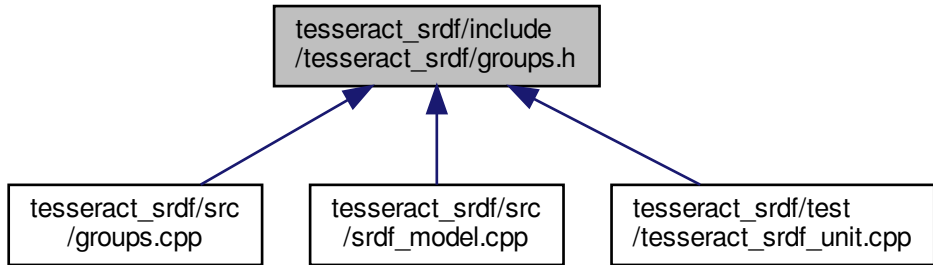 tesseract_srdf/include
/tesseract_srdf/groups.h
tesseract_srdf/src
/groups.cpp
tesseract_srdf/src
/srdf_model.cpp
tesseract_srdf/test
/tesseract_srdf_unit.cpp